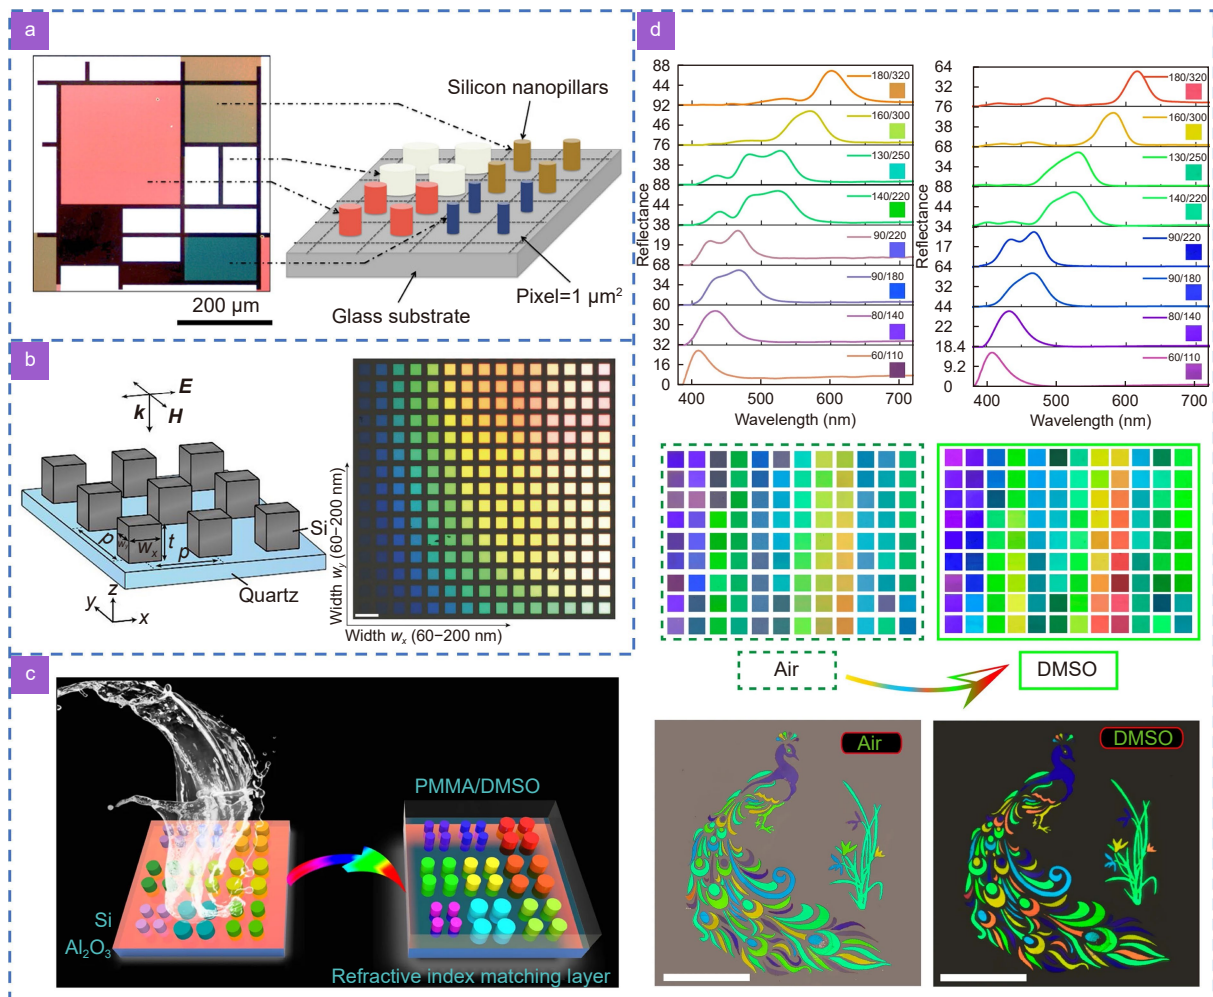 a
Silicon nanopillars
Pixel=1 μm²
Glass substrate
200 μm
b
E
k
H
Si
p
w_y
w_x
t
p
Quartz
z
y
x
Width w_y (60−200 nm)
Width w_x (60−200 nm)
c
PMMA/DMSO
Si
Al₂O₃
Refractive index matching layer
d
Reflectance
88
44
92
46
76
38
88
44
38
19
68
34
60
30
32
16
0
180/320
160/300
130/250
140/220
90/220
90/180
80/140
60/110
400
500
600
700
Wavelength (nm)
Reflectance
64
32
76
38
68
34
88
44
34
17
64
32
44
22
18.4
9.2
0
180/320
160/300
130/250
140/220
90/220
90/180
80/140
60/110
400
500
600
700
Wavelength (nm)
Air
DMSO
Air
DMSO